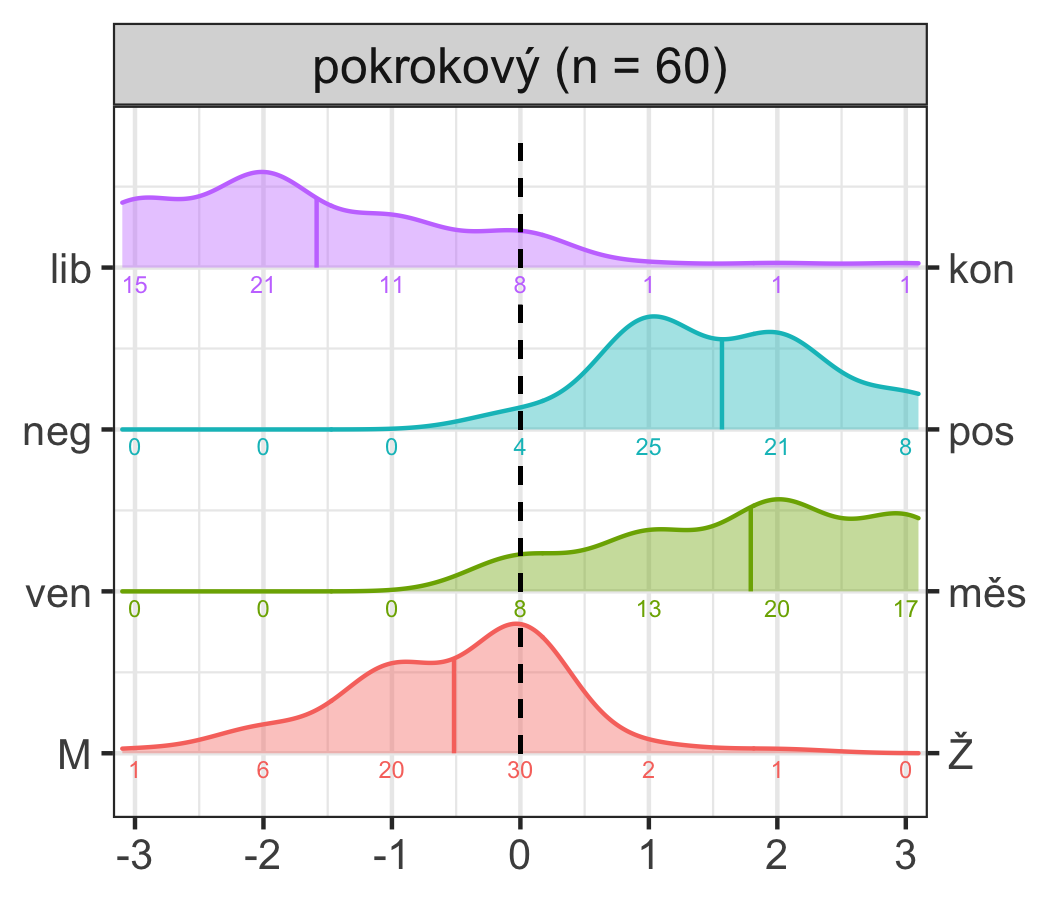 pokrokový (n = 60)
lib kon
15 21 11 8 1 1 1
neg pos
0 0 0 4 25 21 8
ven měs
0 0 0 8 13 20 17
M Ž
1 6 20 30 2 1 0
-3 -2 -1 0 1 2 3